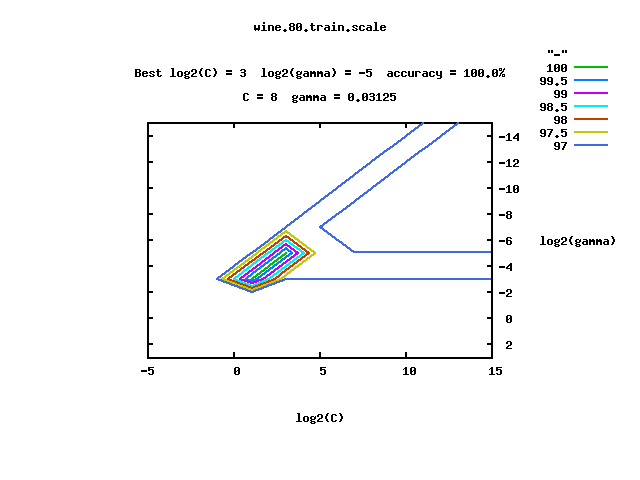 wine.80.train.scale
Best log2(C) = 3  log2(gamma) = -5  accuracy = 100.0%
C = 8  gamma = 0.03125
"-"
100
99.5
99
98.5
98
97.5
97
-14
-12
-10
-8
-6
-4
-2
0
2
log2(gamma)
-5 0 5 10 15
log2(C)